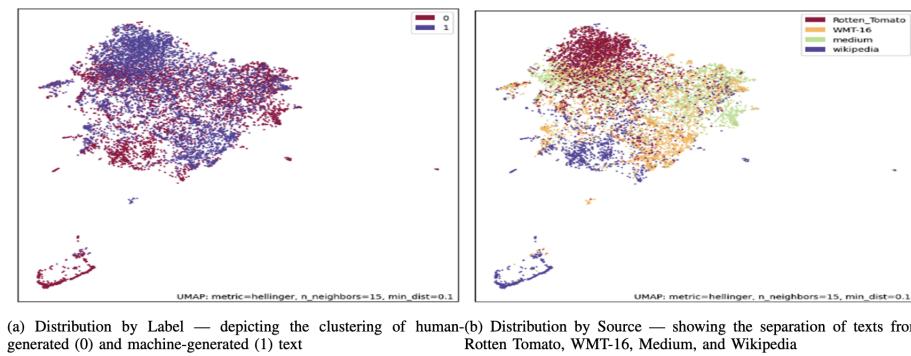 0
1
Rotten_Tomato
WMT-16
medium
wikipedia
UMAP: metric=hellinger, n_neighbors=15, min_dist=0.1
UMAP: metric=hellinger, n_neighbors=15, min_dist=0.1
(a) Distribution by Label — depicting the clustering of human-
generated (0) and machine-generated (1) text
(b) Distribution by Source — showing the separation of texts from
Rotten Tomato, WMT-16, Medium, and Wikipedia